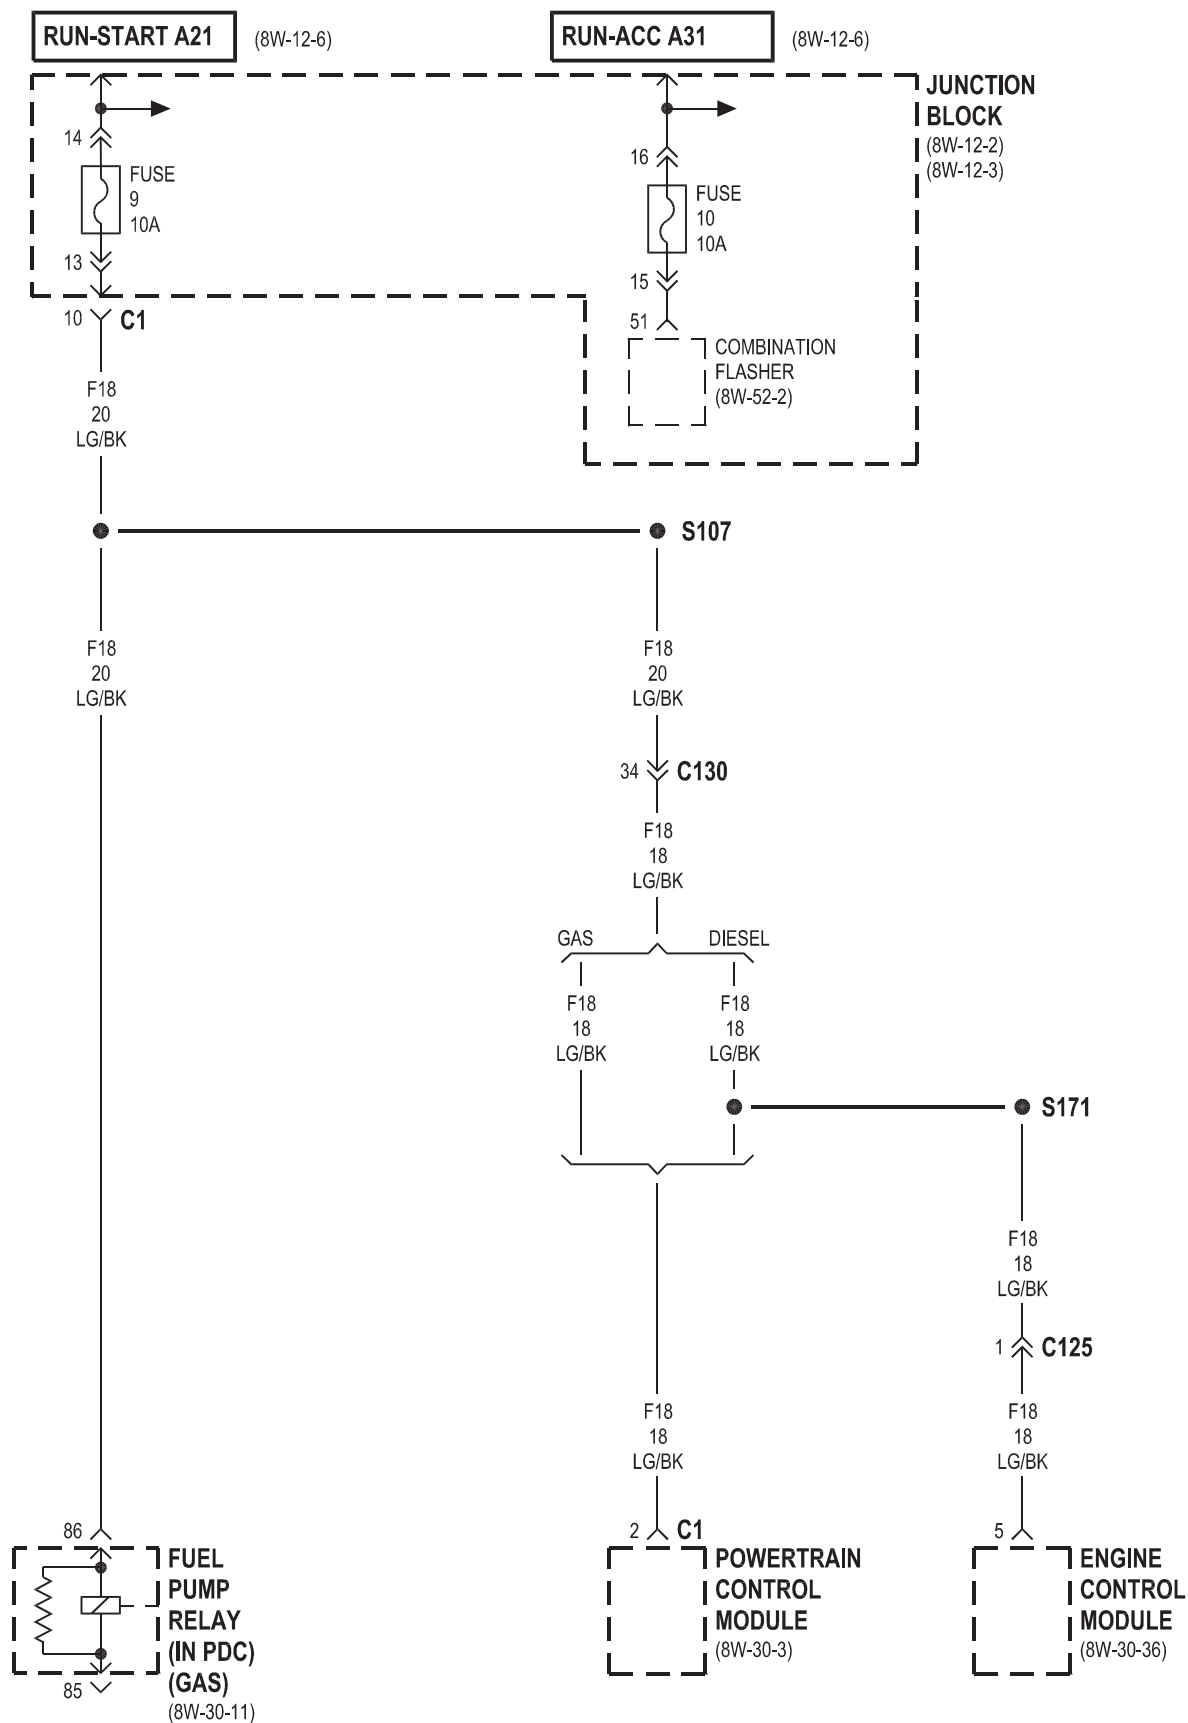 RUN-START A21 (8W-12-6)
RUN-ACC A31 (8W-12-6)
JUNCTION
BLOCK
(8W-12-2)
(8W-12-3)
14
FUSE
9
10A
13
10 C1
16
FUSE
10
10A
15
51
COMBINATION
FLASHER
(8W-52-2)
F18
20
LG/BK
S107
F18
20
LG/BK
F18
20
LG/BK
34 C130
F18
18
LG/BK
GAS DIESEL
F18
18
LG/BK
F18
18
LG/BK
S171
F18
18
LG/BK
1 C125
F18
18
LG/BK
F18
18
LG/BK
86
FUEL
PUMP
RELAY
(IN PDC)
(GAS)
(8W-30-11)
85
2 C1
POWERTRAIN
CONTROL
MODULE
(8W-30-3)
5
ENGINE
CONTROL
MODULE
(8W-30-36)